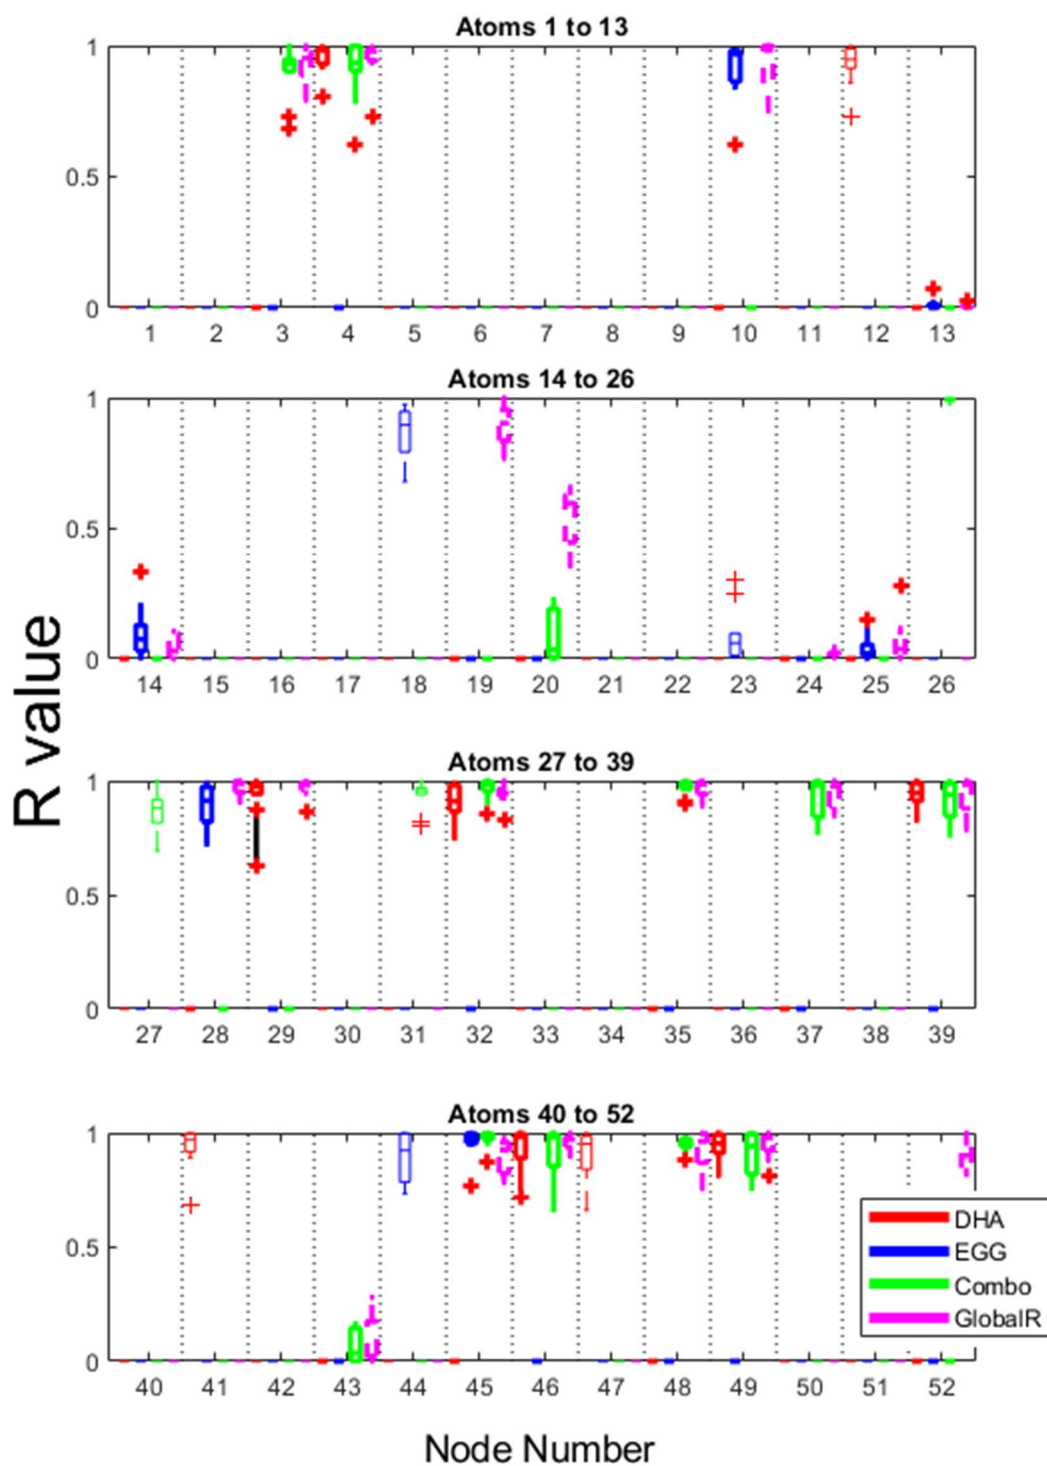 Atoms 1 to 13
1
0.5
0
1 2 3 4 5 6 7 8 9 10 11 12 13
Atoms 14 to 26
1
0.5
0
14 15 16 17 18 19 20 21 22 23 24 25 26
R value
Atoms 27 to 39
1
0.5
0
27 28 29 30 31 32 33 34 35 36 37 38 39
Atoms 40 to 52
1
0.5
0
DHA
EGG
Combo
GlobalR
40 41 42 43 44 45 46 47 48 49 50 51 52
Node Number